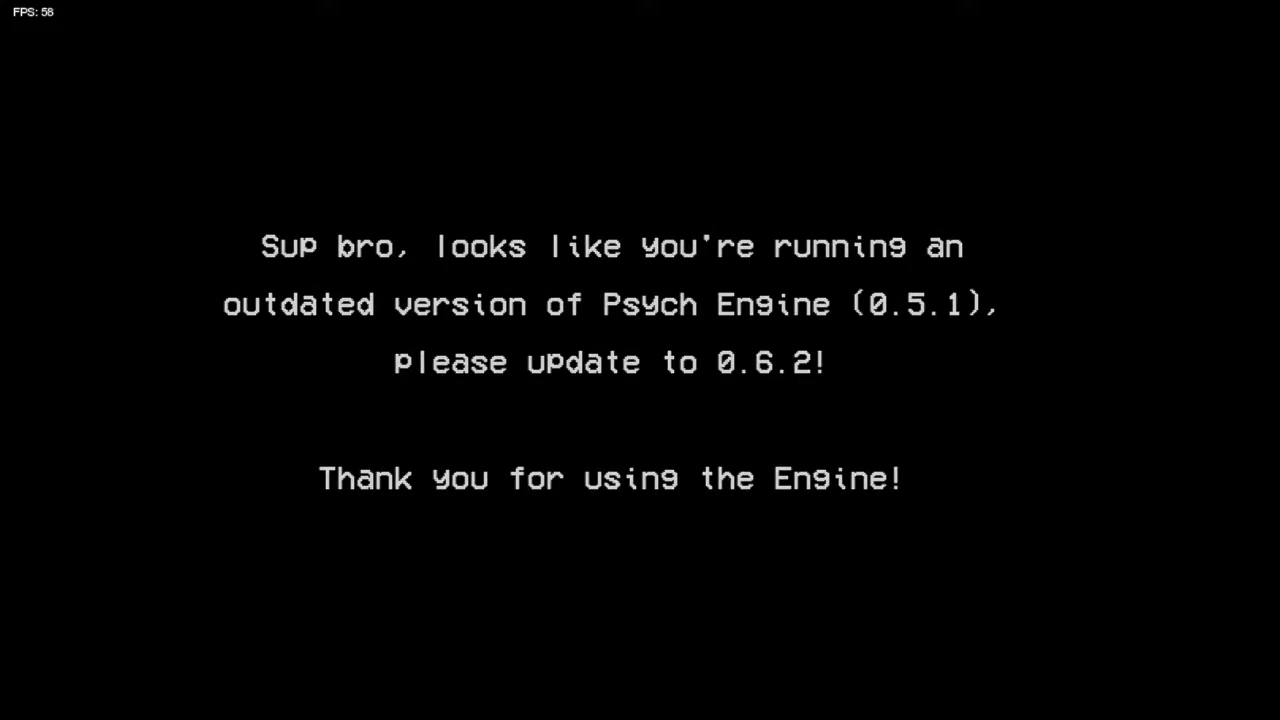 FPS: 58
Sup bro, looks like you're running an
outdated version of Psych Engine (0.5.1),
please update to 0.6.2!
Thank you for using the Engine!